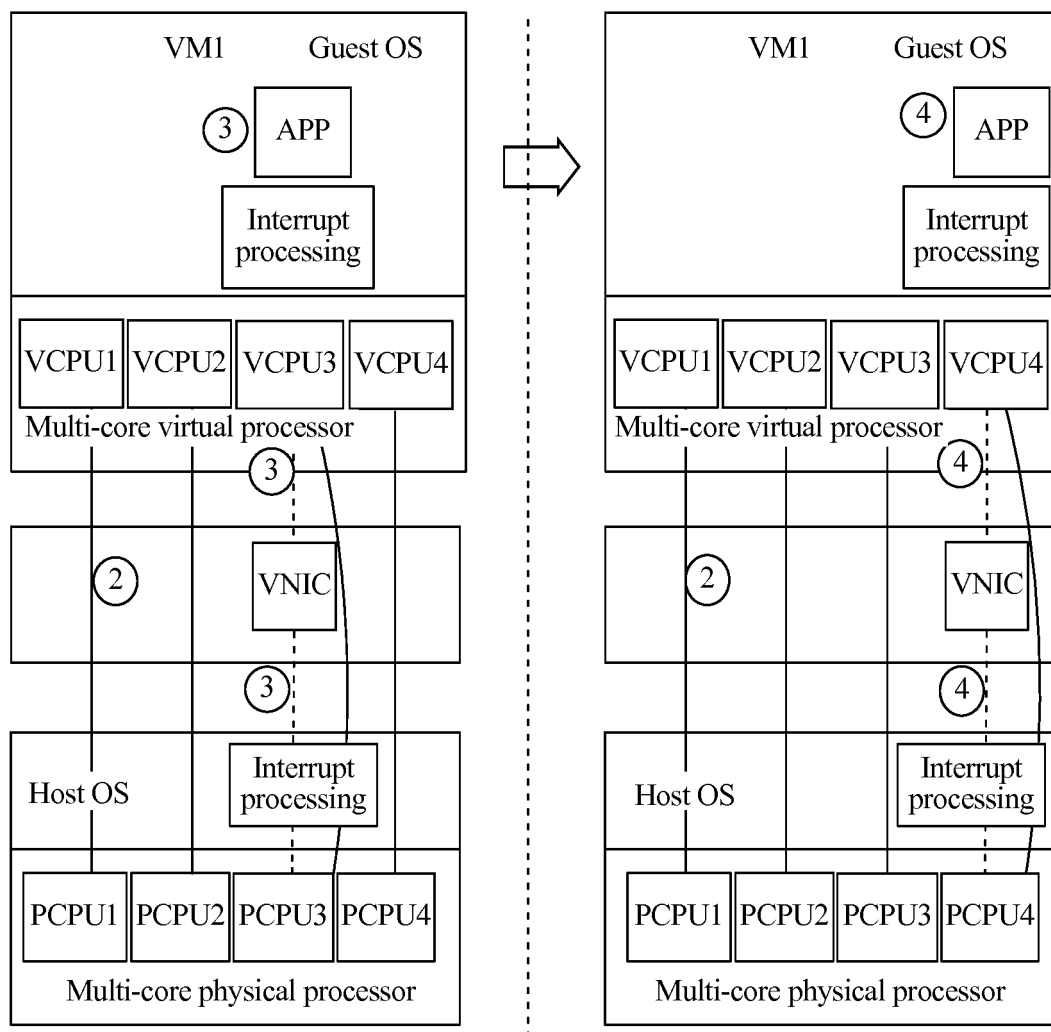 VM1 Guest OS
3 APP
Interrupt
processing
VCPU1 VCPU2 VCPU3 VCPU4
Multi-core virtual processor
3
2 VNIC
3
Host OS
Interrupt
processing
PCPU1 PCPU2 PCPU3 PCPU4
Multi-core physical processor
VM1 Guest OS
4 APP
Interrupt
processing
VCPU1 VCPU2 VCPU3 VCPU4
Multi-core virtual processor
4
2 VNIC
4
Host OS
Interrupt
processing
PCPU1 PCPU2 PCPU3 PCPU4
Multi-core physical processor